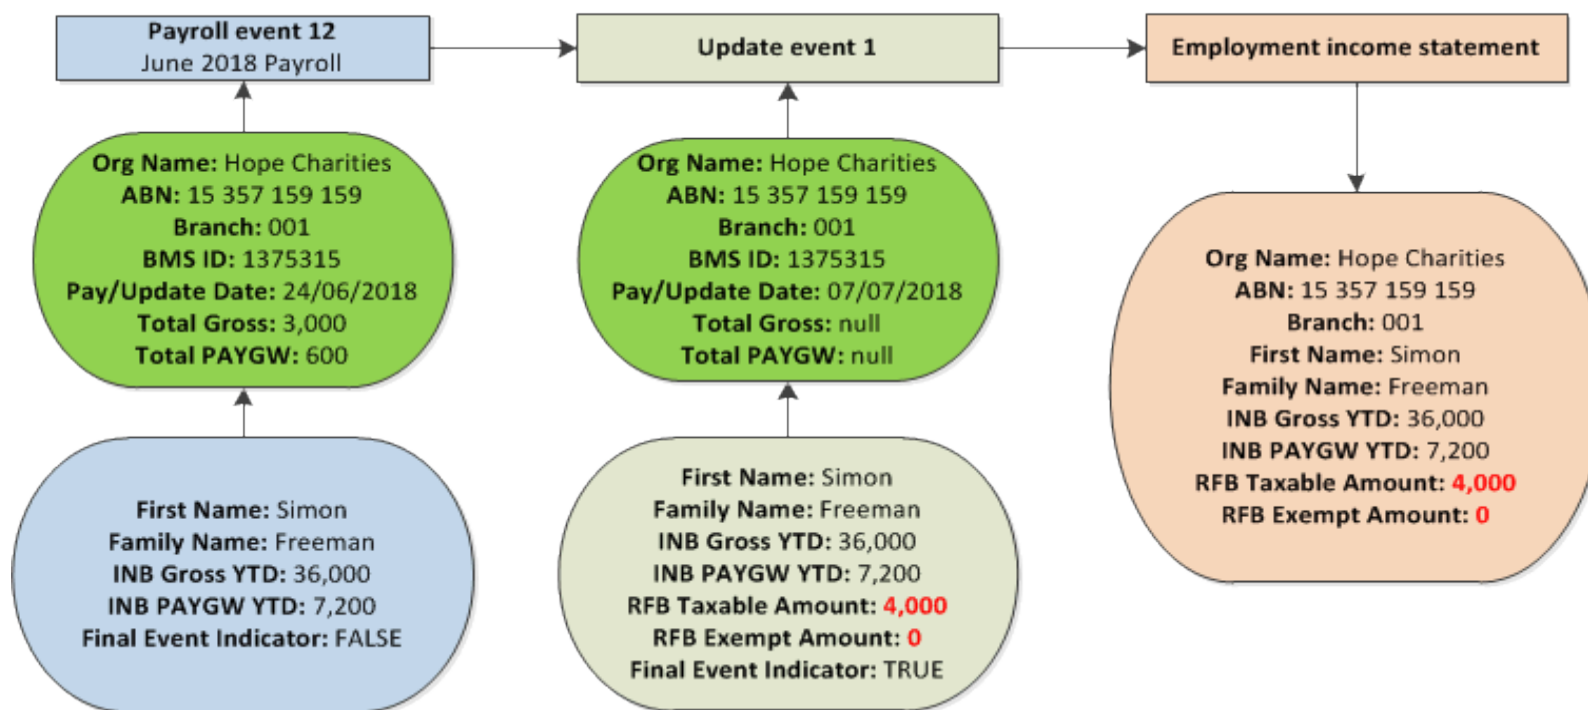 Payroll event 12
June 2018 Payroll
Update event 1
Employment income statement
Org Name: Hope Charities
ABN: 15 357 159 159
Branch: 001
BMS ID: 1375315
Pay/Update Date: 24/06/2018
Total Gross: 3,000
Total PAYGW: 600
Org Name: Hope Charities
ABN: 15 357 159 159
Branch: 001
BMS ID: 1375315
Pay/Update Date: 07/07/2018
Total Gross: null
Total PAYGW: null
Org Name: Hope Charities
ABN: 15 357 159 159
Branch: 001
First Name: Simon
Family Name: Freeman
INB Gross YTD: 36,000
INB PAYGW YTD: 7,200
RFB Taxable Amount: 4,000
RFB Exempt Amount: 0
First Name: Simon
Family Name: Freeman
INB Gross YTD: 36,000
INB PAYGW YTD: 7,200
Final Event Indicator: FALSE
First Name: Simon
Family Name: Freeman
INB Gross YTD: 36,000
INB PAYGW YTD: 7,200
RFB Taxable Amount: 4,000
RFB Exempt Amount: 0
Final Event Indicator: TRUE